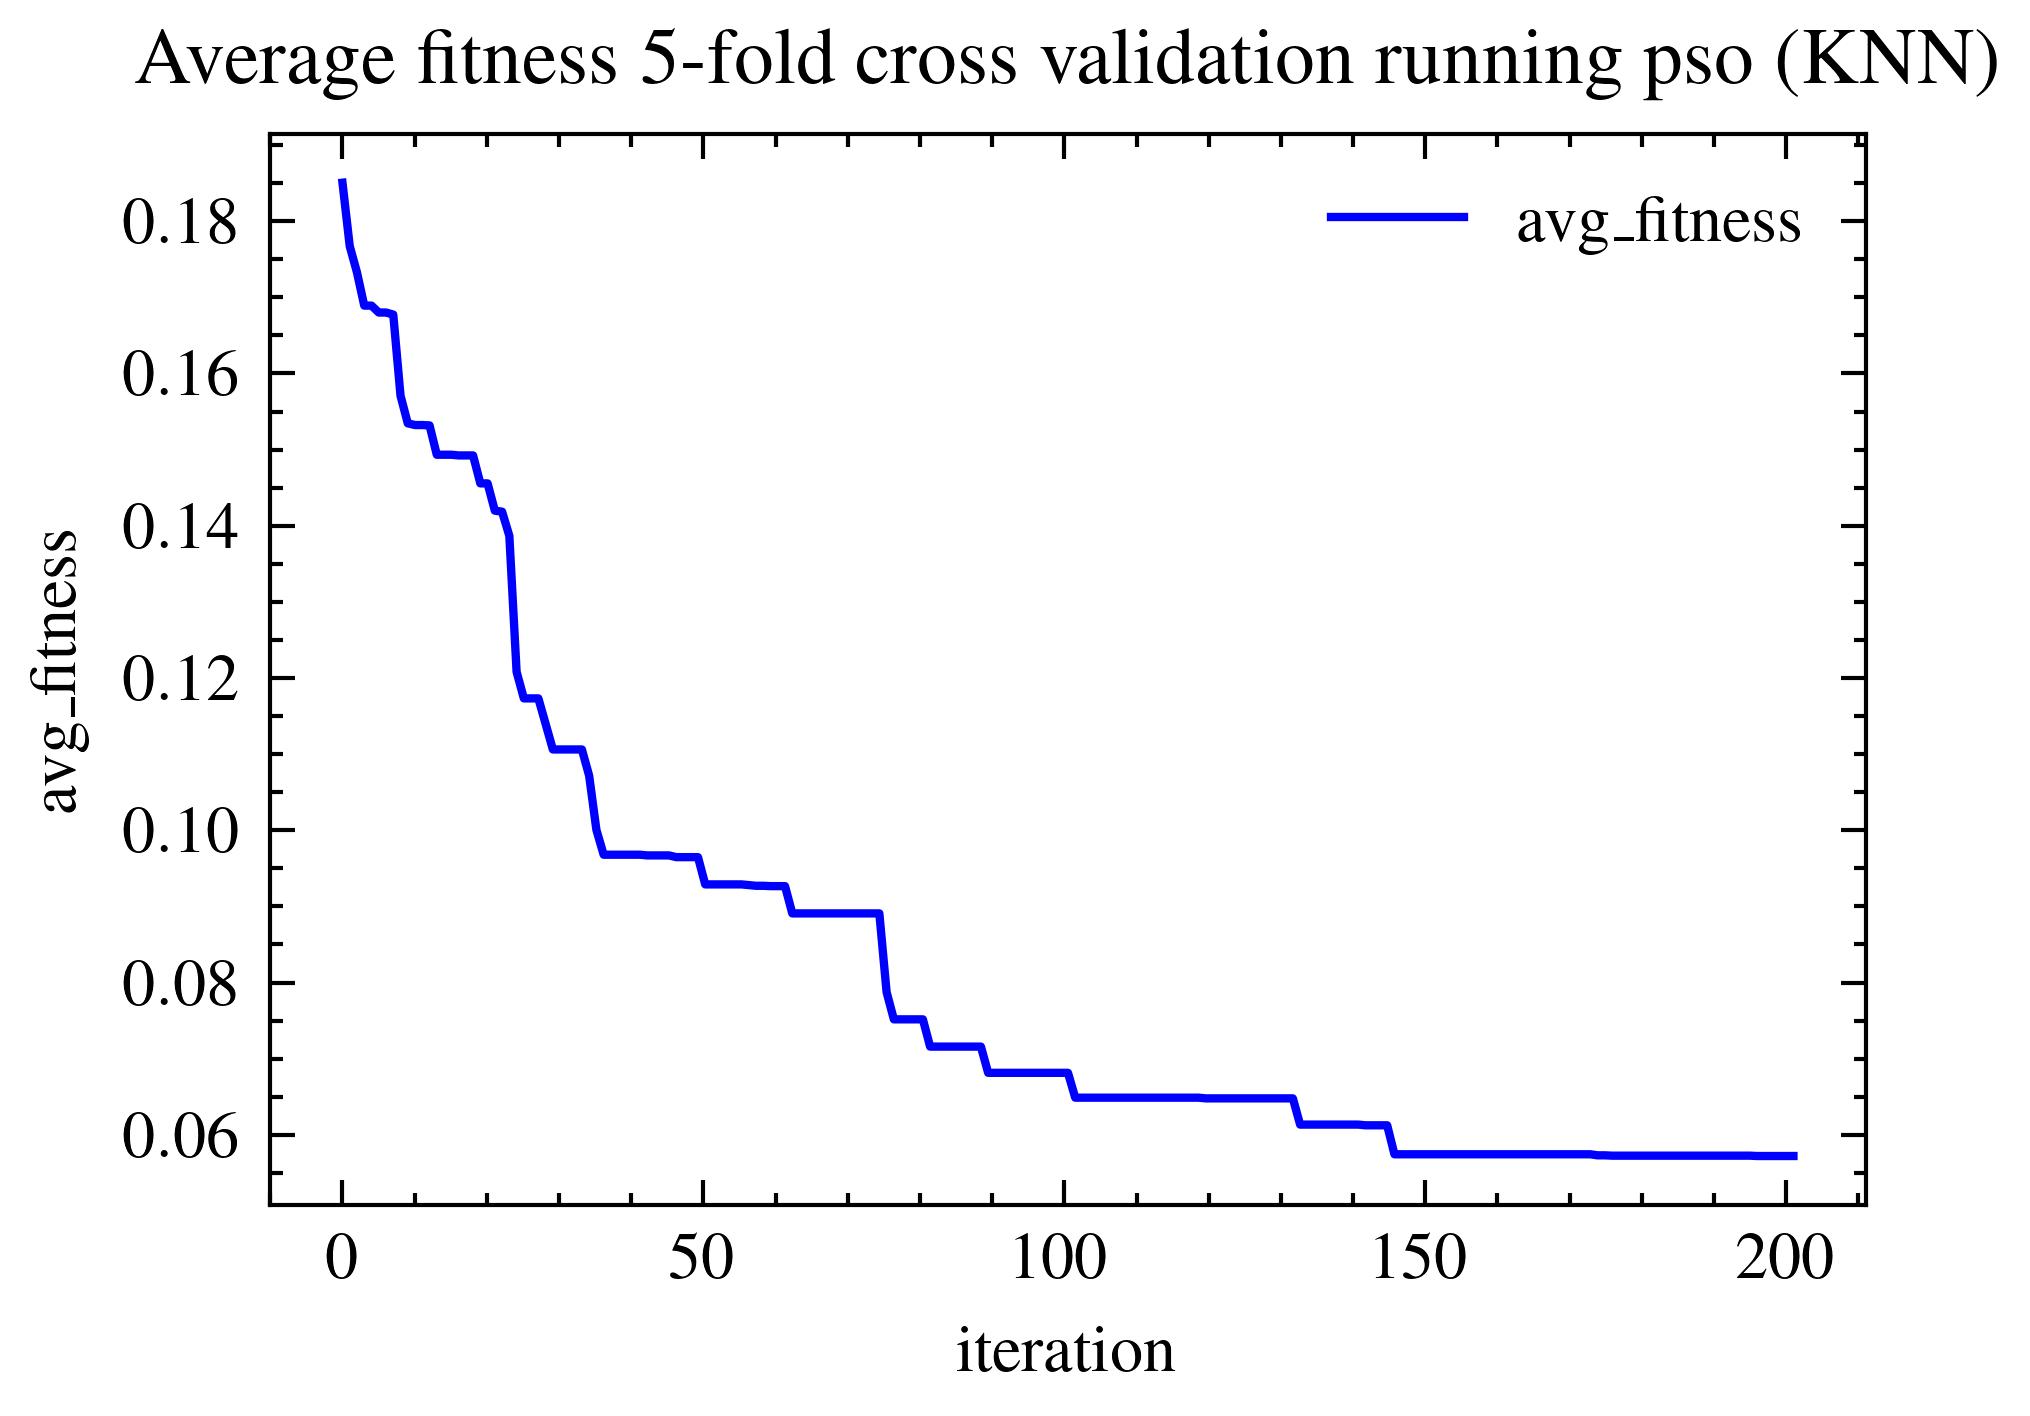 Average fitness 5-fold cross validation running pso (KNN)
avg_fitness
0.18
0.16
0.14
0.12
0.10
0.08
0.06
avg_fitness
0 50 100 150 200
iteration